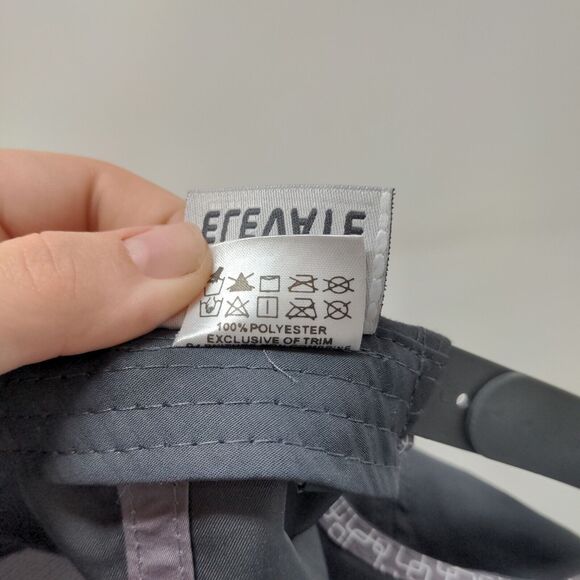 ELEVATE
100% POLYESTER
EXCLUSIVE OF TRIM